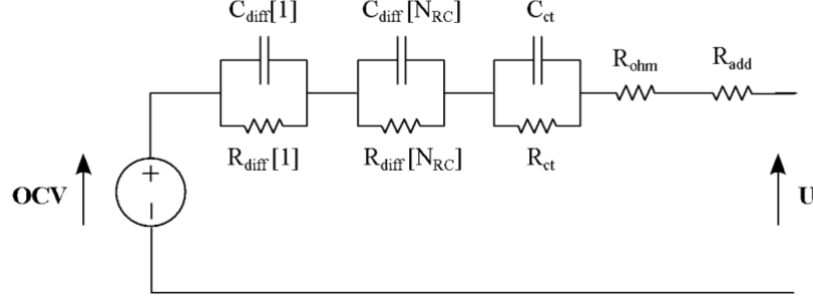 C_diff[1] C_diff[N_RC] C_ct
R_ohm R_add
R_diff[1] R_diff[N_RC] R_ct
OCV + − U